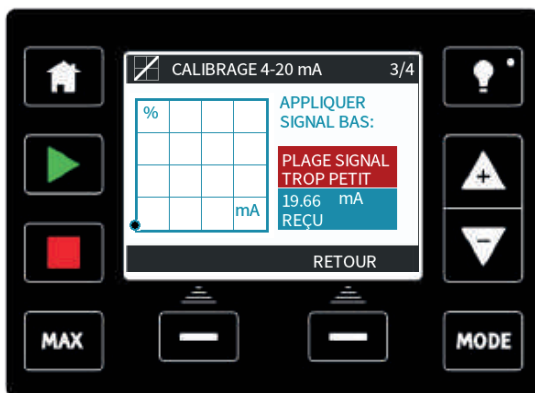 CALIBRAGE 4-20 mA 3/4
%
mA
APPLIQUER
SIGNAL BAS:
PLAGE SIGNAL
TROP PETIT
19.66 mA
REÇU
RETOUR
+
-
MAX
MODE